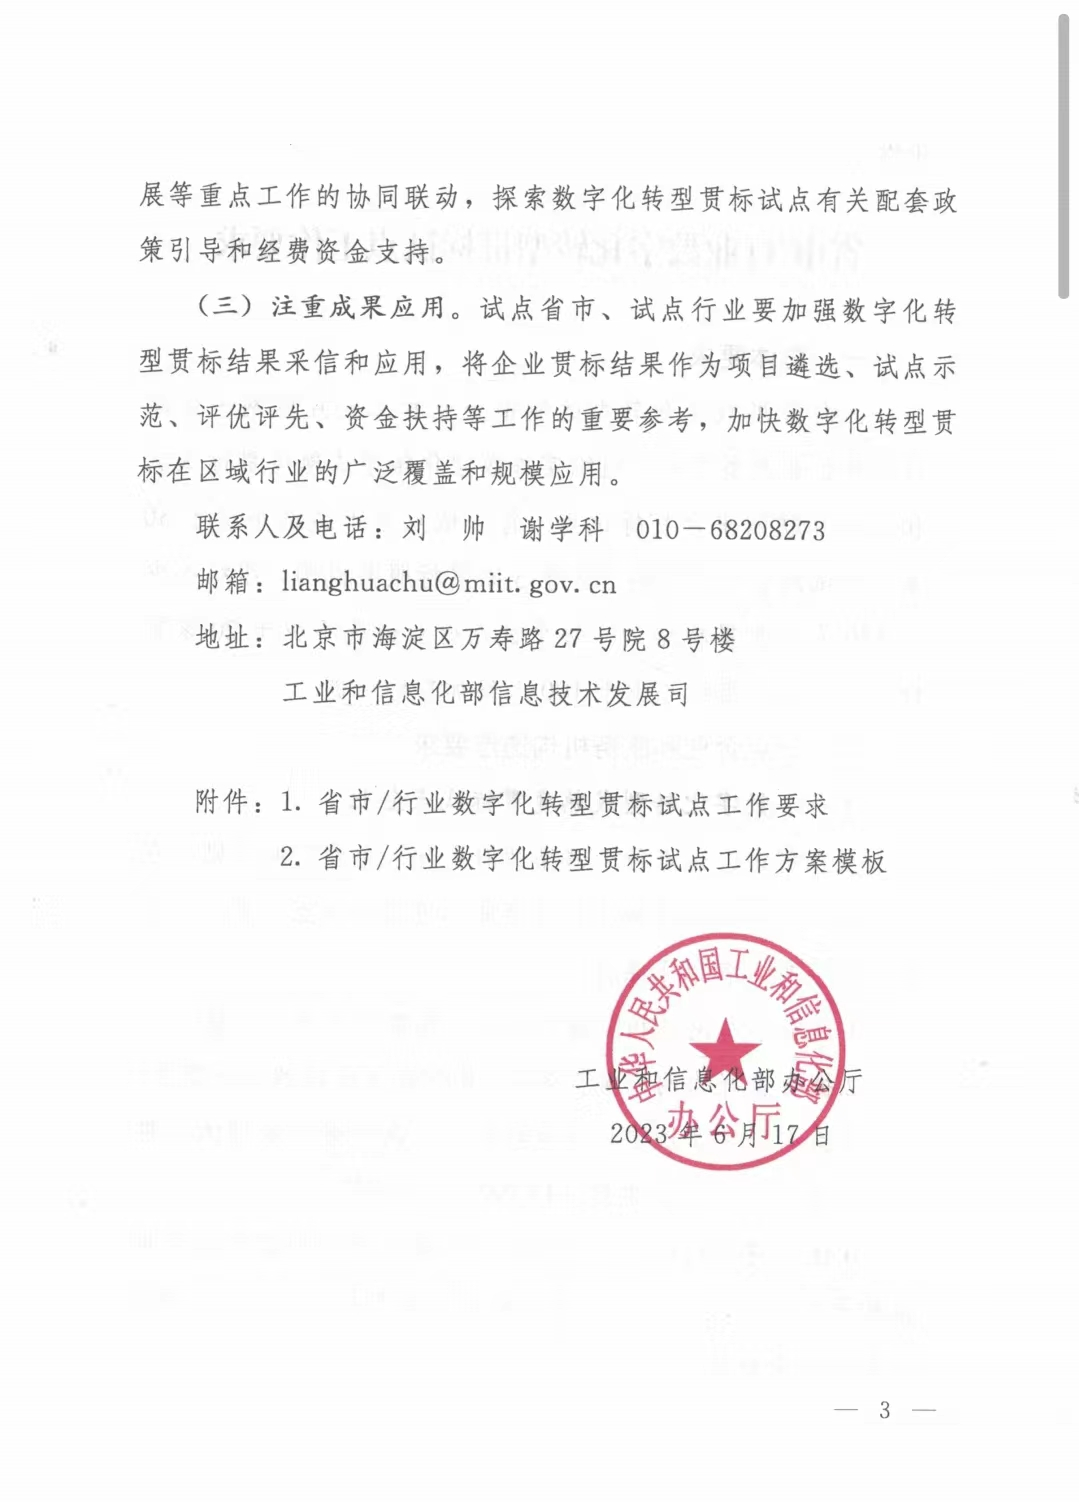 展等重点工作的协同联动，探索数字化转型贯标试点有关配套政
策引导和经费资金支持。
（三）注重成果应用。试点省市、试点行业要加强数字化转
型贯标结果采信和应用，将企业贯标结果作为项目遴选、试点示
范、评优评先、资金扶持等工作的重要参考，加快数字化转型贯
标在区域行业的广泛覆盖和规模应用。
联系人及电话：刘　帅　谢学科　010－68208273
邮箱：lianghuachu@miit.gov.cn
地址：北京市海淀区万寿路 27 号院 8 号楼
工业和信息化部信息技术发展司
附件：1. 省市/行业数字化转型贯标试点工作要求
2. 省市/行业数字化转型贯标试点工作方案模板
中华人民共和国工业和信息化部
工业和信息化部办公厅
办公厅
2023 年 6 月 17 日
— 3 —